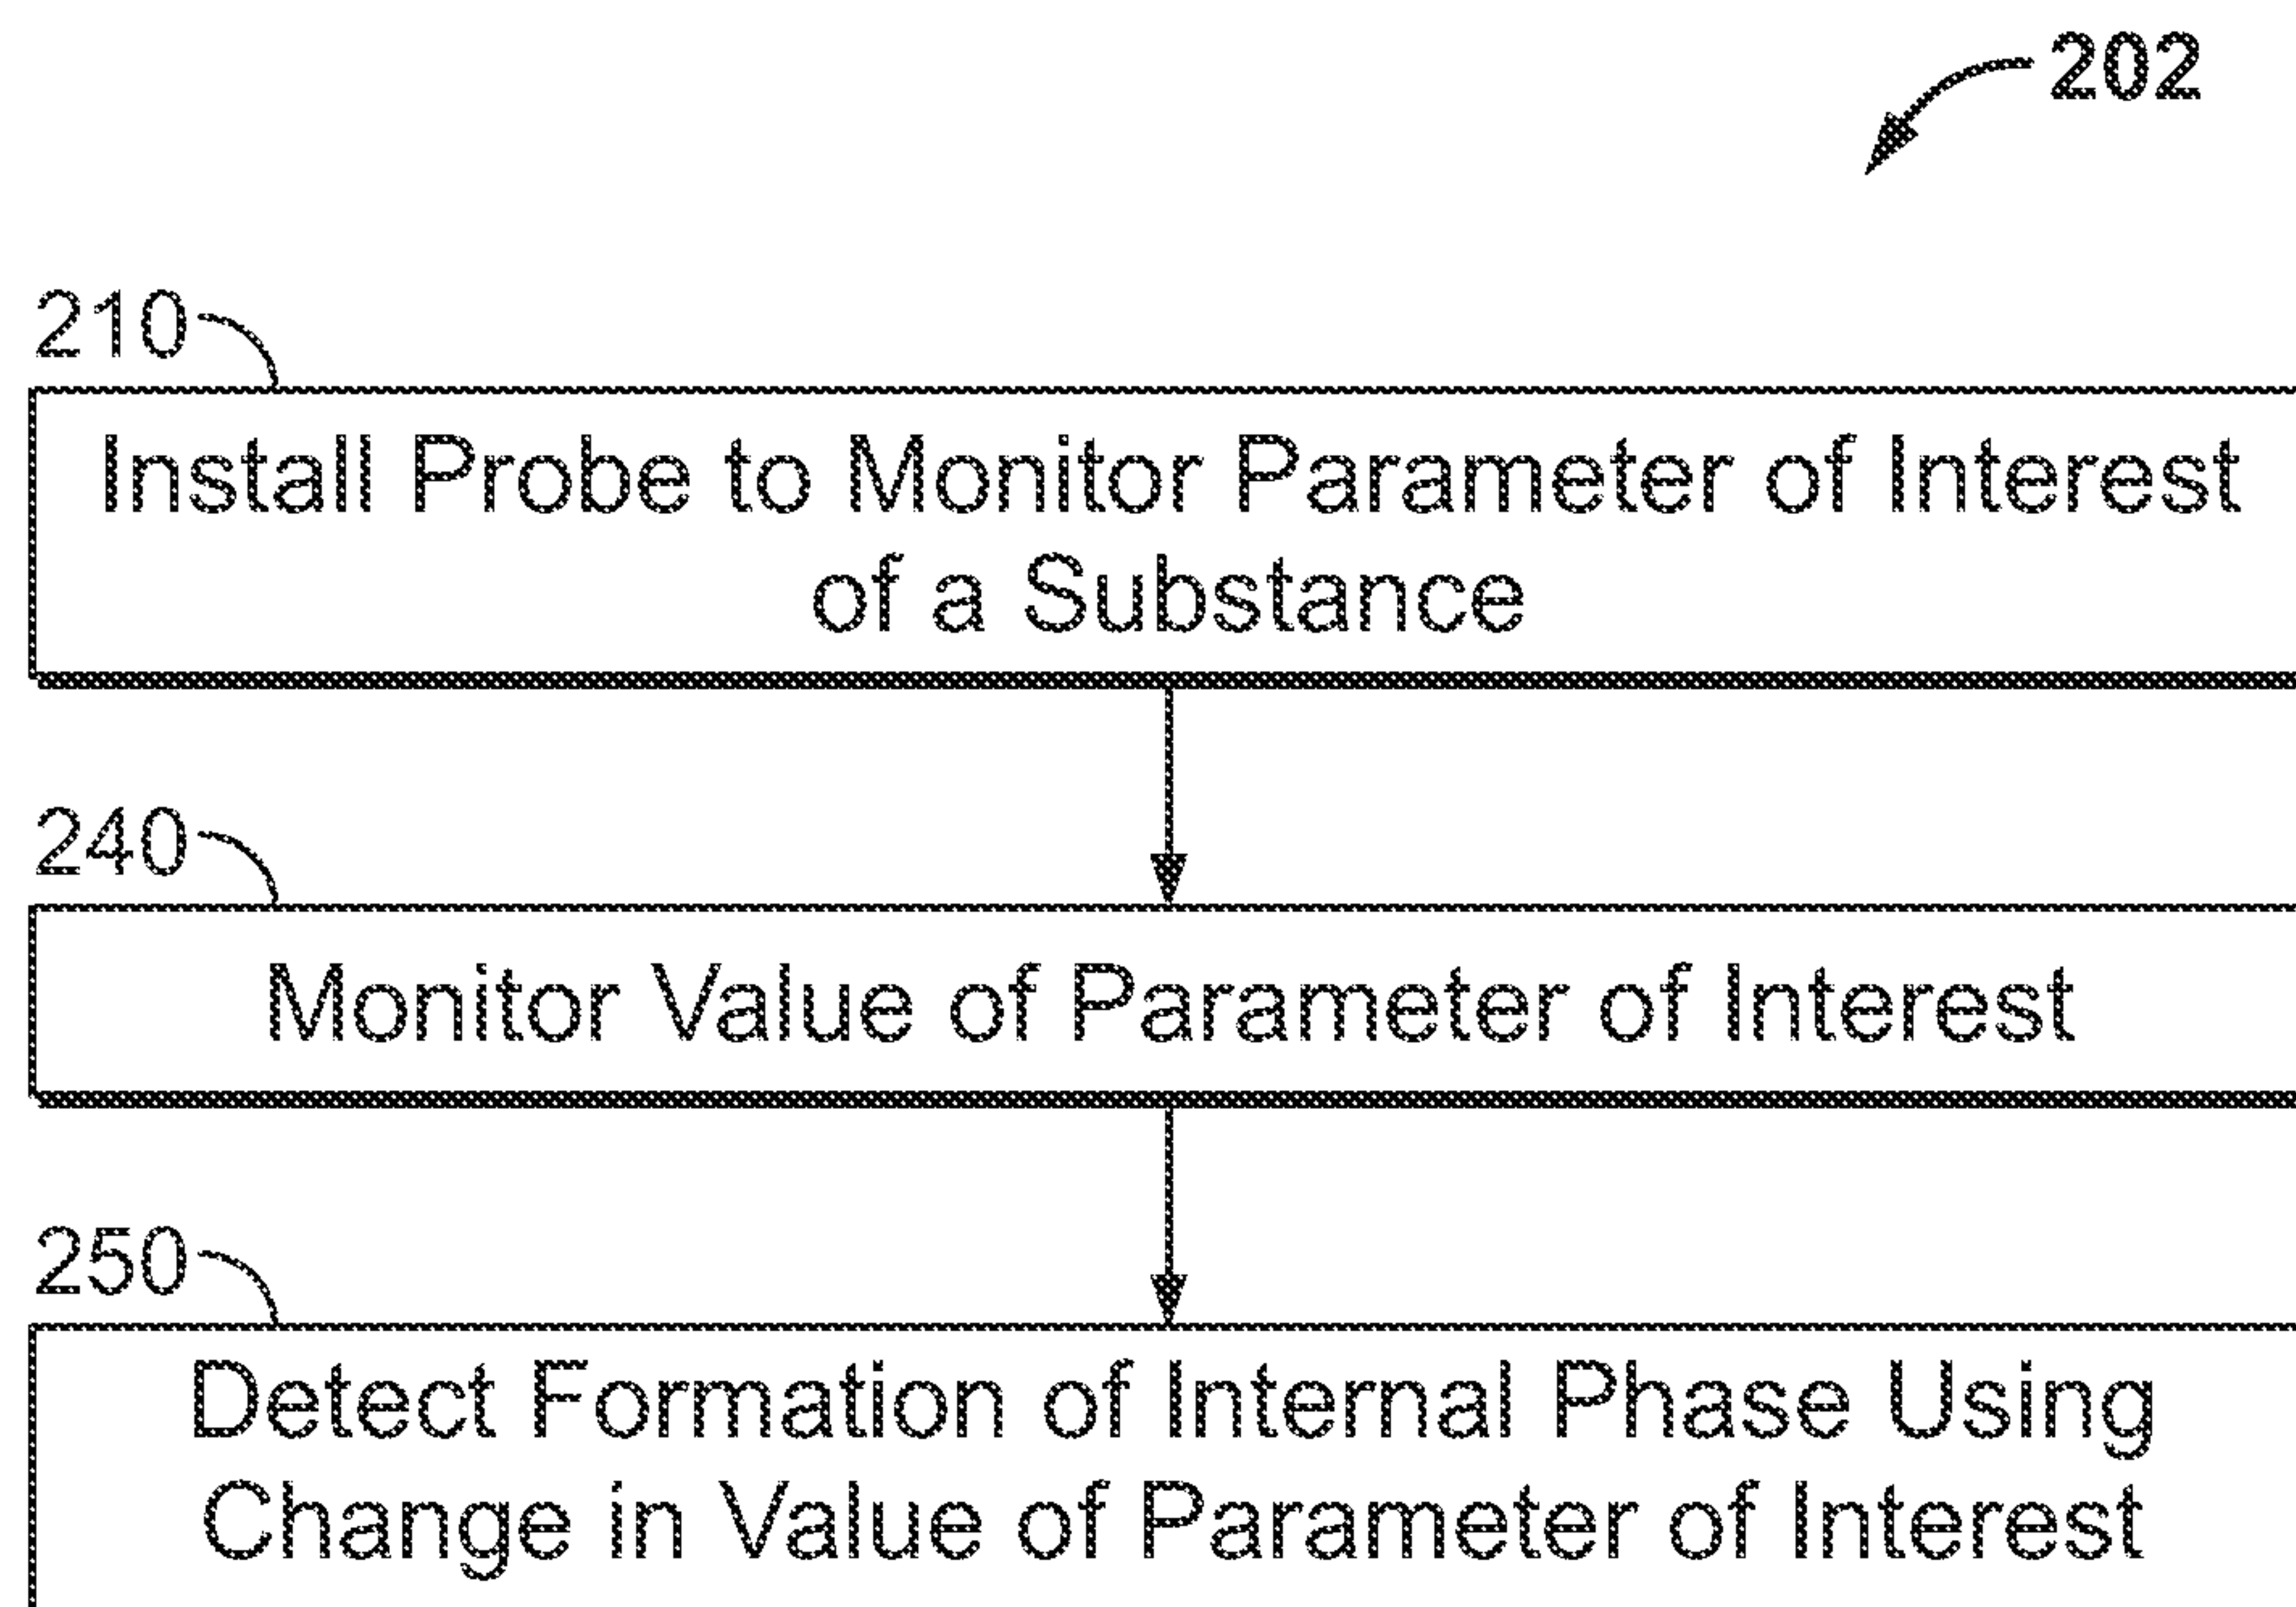 202
210
Install Probe to Monitor Parameter of Interest
of a Substance
240
Monitor Value of Parameter of Interest
250
Detect Formation of Internal Phase Using
Change in Value of Parameter of Interest